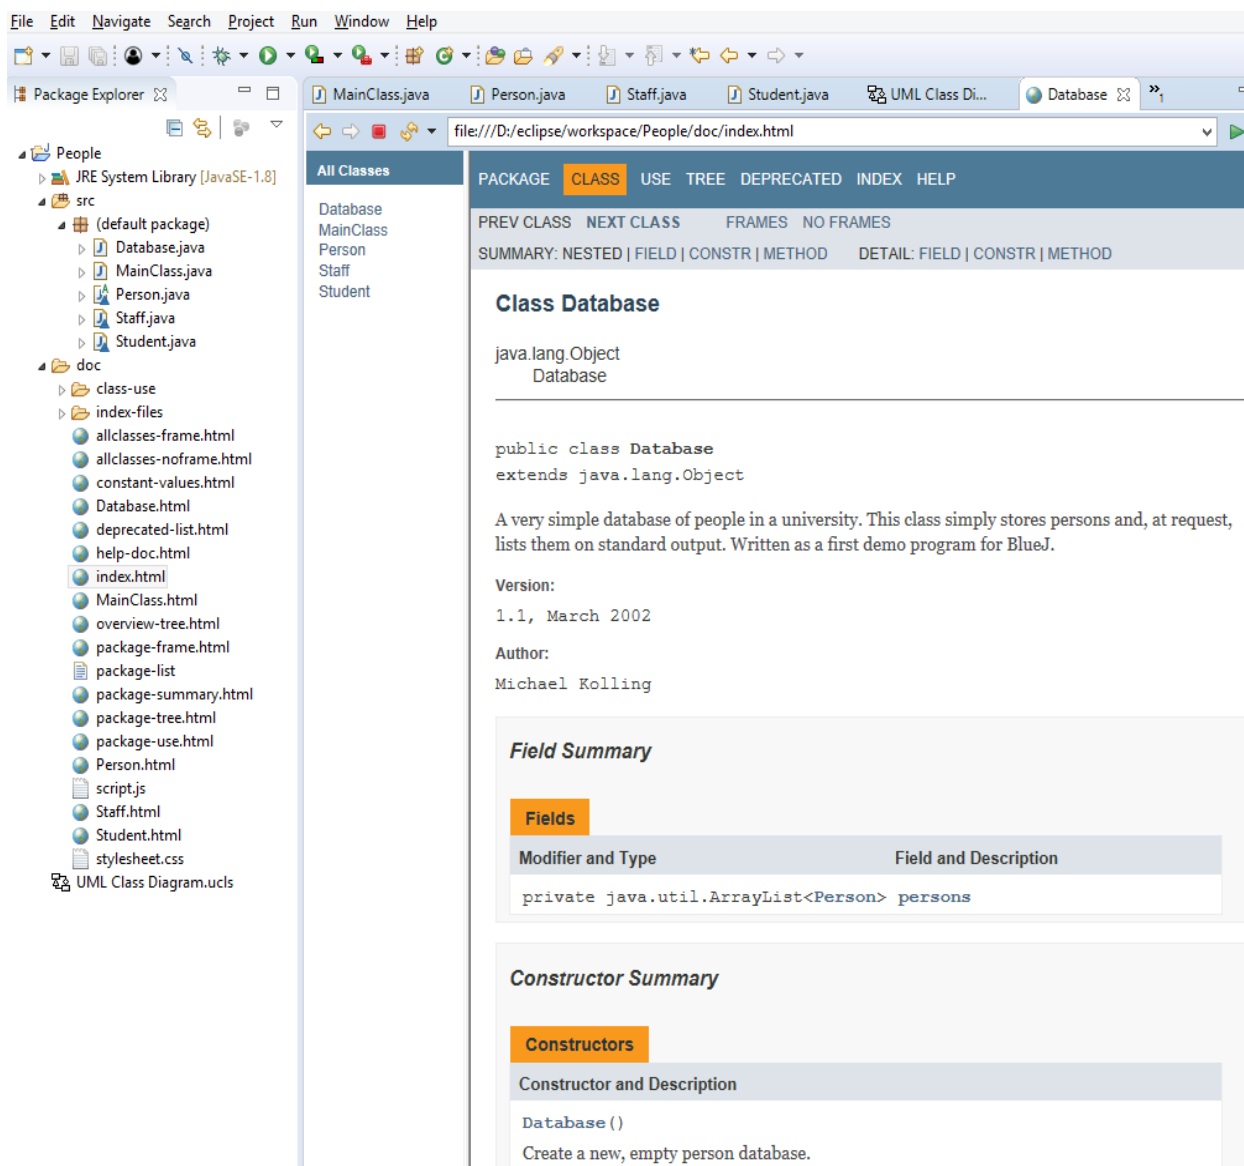 File Edit Navigate Search Project Run Window Help
Package Explorer
MainClass.java
Person.java
Staff.java
Student.java
UML Class Di...
Database
»1
People
JRE System Library [JavaSE-1.8]
src
(default package)
Database.java
MainClass.java
Person.java
Staff.java
Student.java
doc
class-use
index-files
allclasses-frame.html
allclasses-noframe.html
constant-values.html
Database.html
deprecated-list.html
help-doc.html
index.html
MainClass.html
overview-tree.html
package-frame.html
package-list
package-summary.html
package-tree.html
package-use.html
Person.html
script.js
Staff.html
Student.html
stylesheet.css
UML Class Diagram.ucls
file:///D:/eclipse/workspace/People/doc/index.html
All Classes
Database
MainClass
Person
Staff
Student
PACKAGE CLASS USE TREE DEPRECATED INDEX HELP
PREV CLASS NEXT CLASS FRAMES NO FRAMES
SUMMARY: NESTED | FIELD | CONSTR | METHOD DETAIL: FIELD | CONSTR | METHOD
Class Database
java.lang.Object
Database
public class Database
extends java.lang.Object
A very simple database of people in a university. This class simply stores persons and, at request,
lists them on standard output. Written as a first demo program for BlueJ.
Version:
1.1, March 2002
Author:
Michael Kolling
Field Summary
Fields
Modifier and Type Field and Description
private java.util.ArrayList<Person> persons
Constructor Summary
Constructors
Constructor and Description
Database()
Create a new, empty person database.